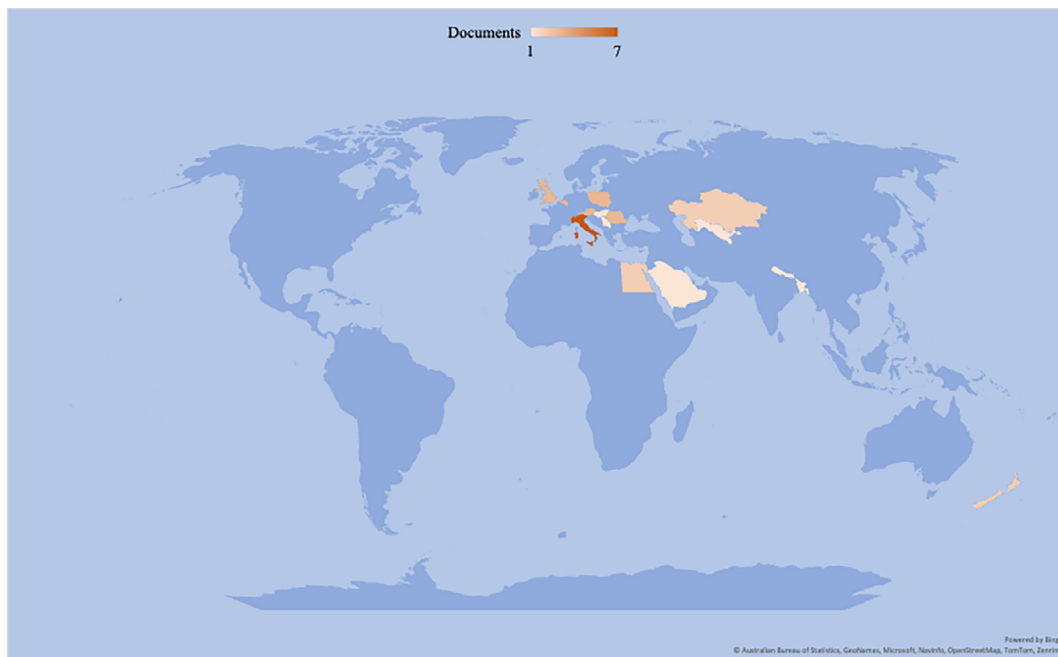 Documents
1 7
Powered by Bing
© Australian Bureau of Statistics, GeoNames, Microsoft, NavInfo, OpenStreetMap, TomTom, Zenrin